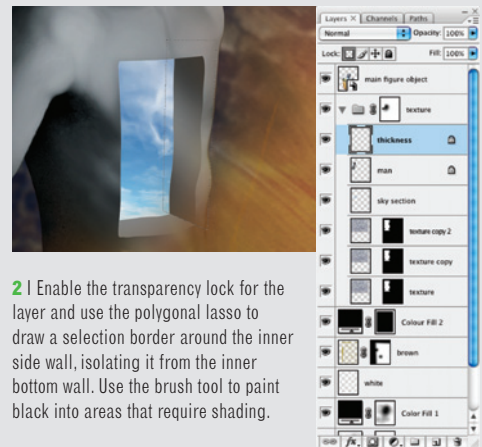 Layers × Channels Paths
Normal Opacity: 100%
Lock: Fill: 100%
main figure object
texture
thickness
man
sky section
texture copy 2
texture copy
texture
Colour Fill 2
brown
white
Color Fill 1
2 | Enable the transparency lock for the
layer and use the polygonal lasso to
draw a selection border around the inner
side wall, isolating it from the inner
bottom wall. Use the brush tool to paint
black into areas that require shading.